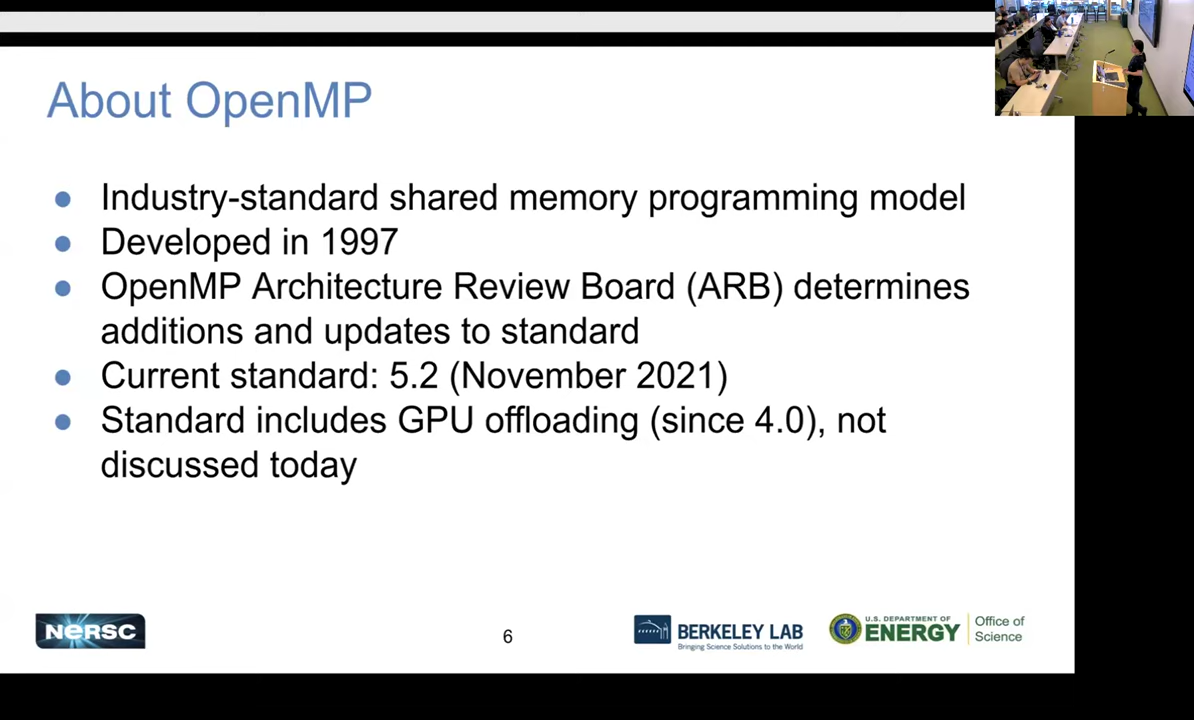 About OpenMP
● Industry-standard shared memory programming model
● Developed in 1997
● OpenMP Architecture Review Board (ARB) determines
additions and updates to standard
● Current standard: 5.2 (November 2021)
● Standard includes GPU offloading (since 4.0), not
discussed today
NERSC
6
BERKELEY LAB
Bringing Science Solutions to the World
U.S. DEPARTMENT OF
ENERGY
Office of
Science